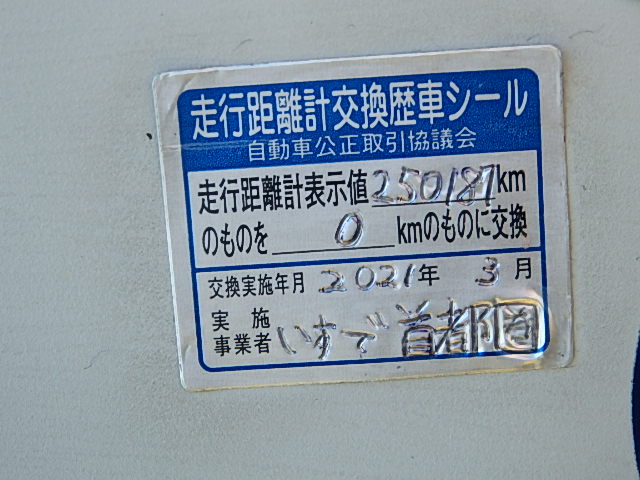 走行距離計交換歴車シール
自動車公正取引協議会
走行距離計表示値250187km
のものを 0 kmのものに交換
交換実施年月 2021年 3月
実施
事業者 いすゞ首都圏